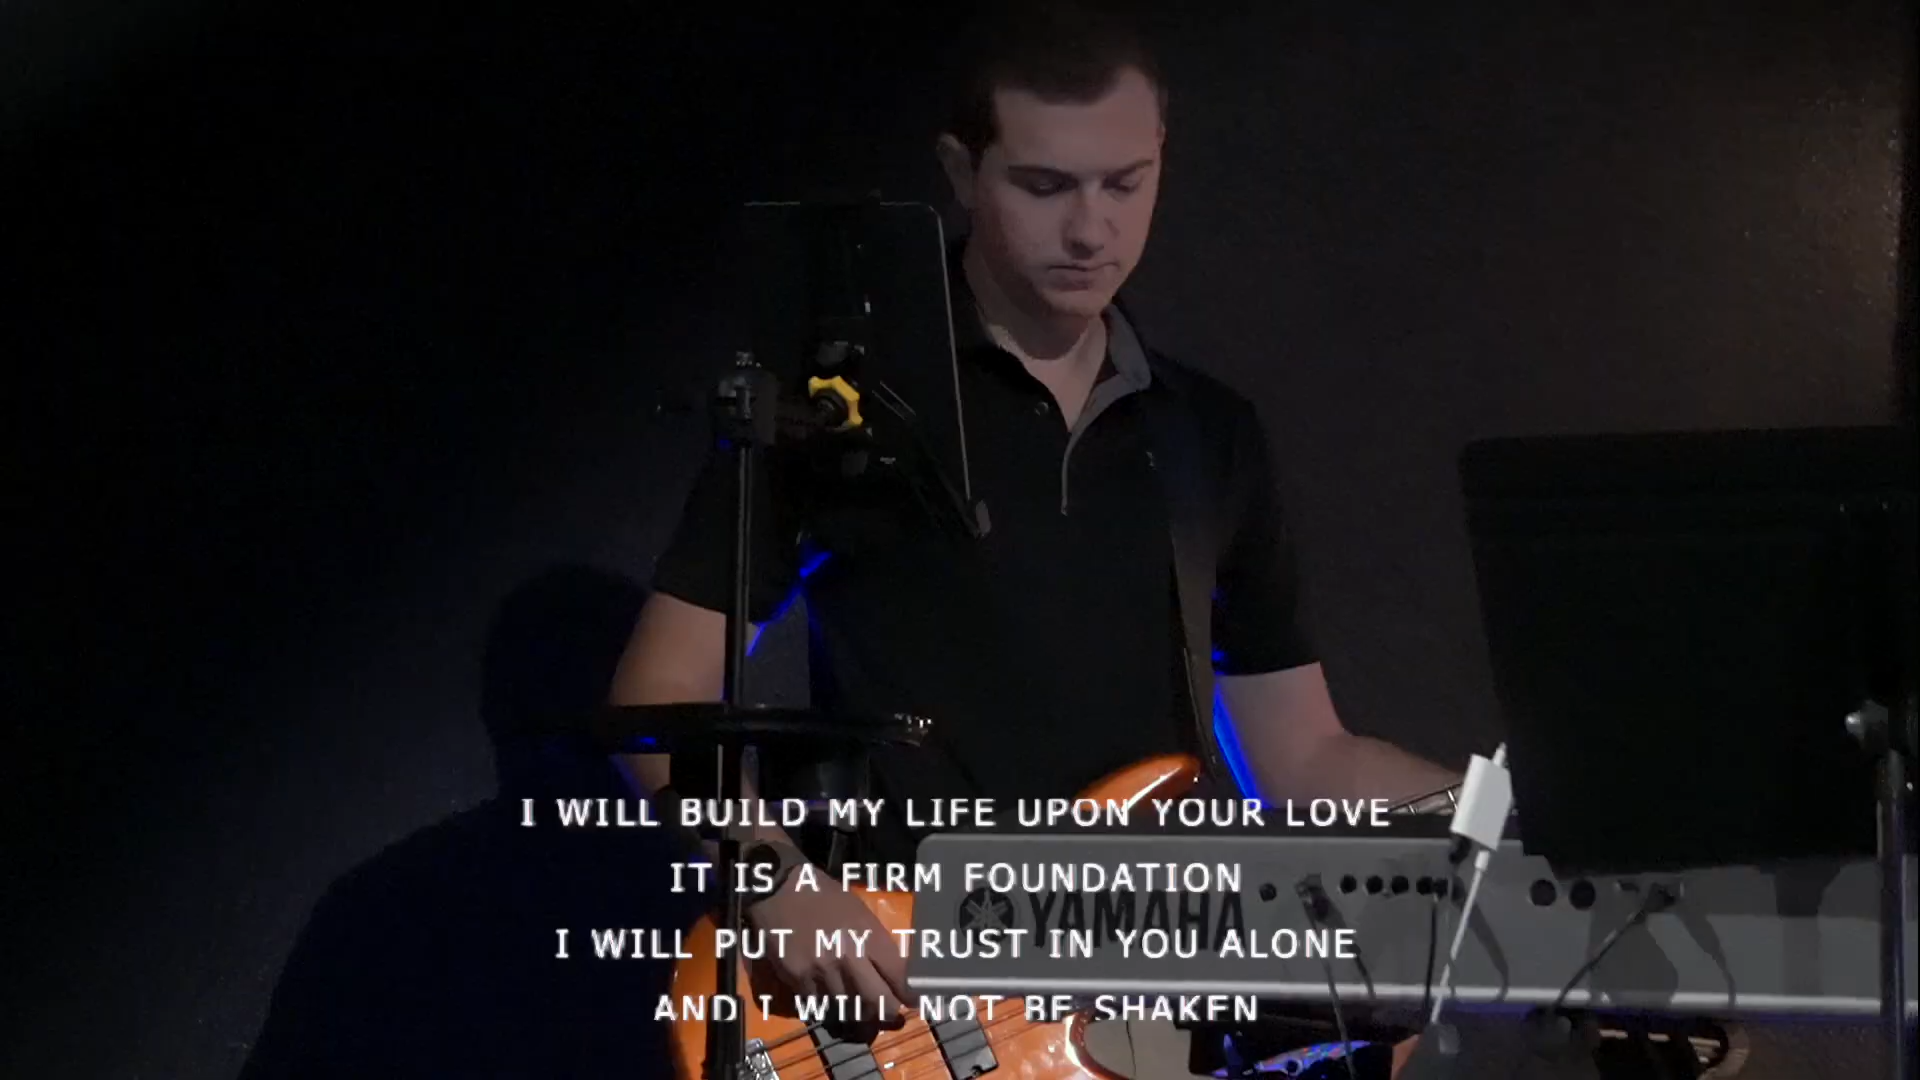 I WILL BUILD MY LIFE UPON YOUR LOVE
IT IS A FIRM FOUNDATION
YAMAHA
I WILL PUT MY TRUST IN YOU ALONE
AND I WILL NOT BE SHAKEN